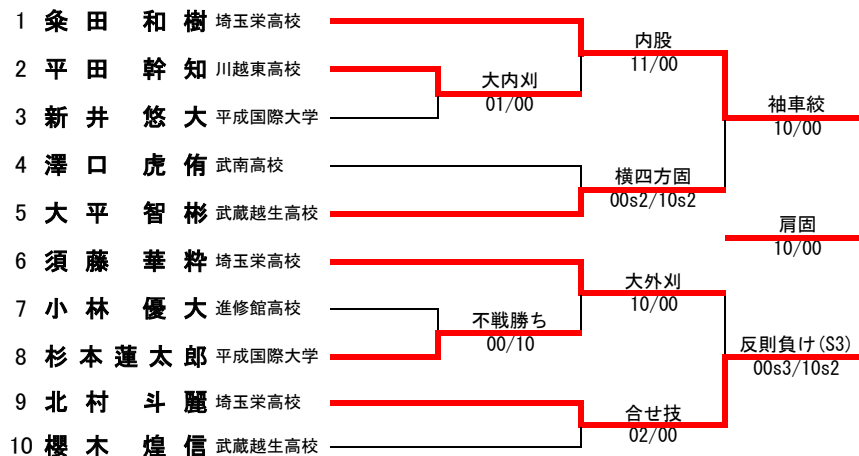 1 粂田 和樹 埼玉栄高校
内股
11/00
2 平田 幹知 川越東高校
大内刈
01/00
袖車絞
10/00
3 新井 悠大 平成国際大学
4 澤口 虎侑 武南高校
横四方固
00s2/10s2
5 大平 智彬 武蔵越生高校
肩固
10/00
6 須藤 華粋 埼玉栄高校
大外刈
10/00
7 小林 優大 進修館高校
不戦勝ち
00/10
8 杉本蓮太郎 平成国際大学
反則負け(S3)
00s3/10s2
9 北村 斗麗 埼玉栄高校
合せ技
02/00
10 櫻木 煌信 武蔵越生高校